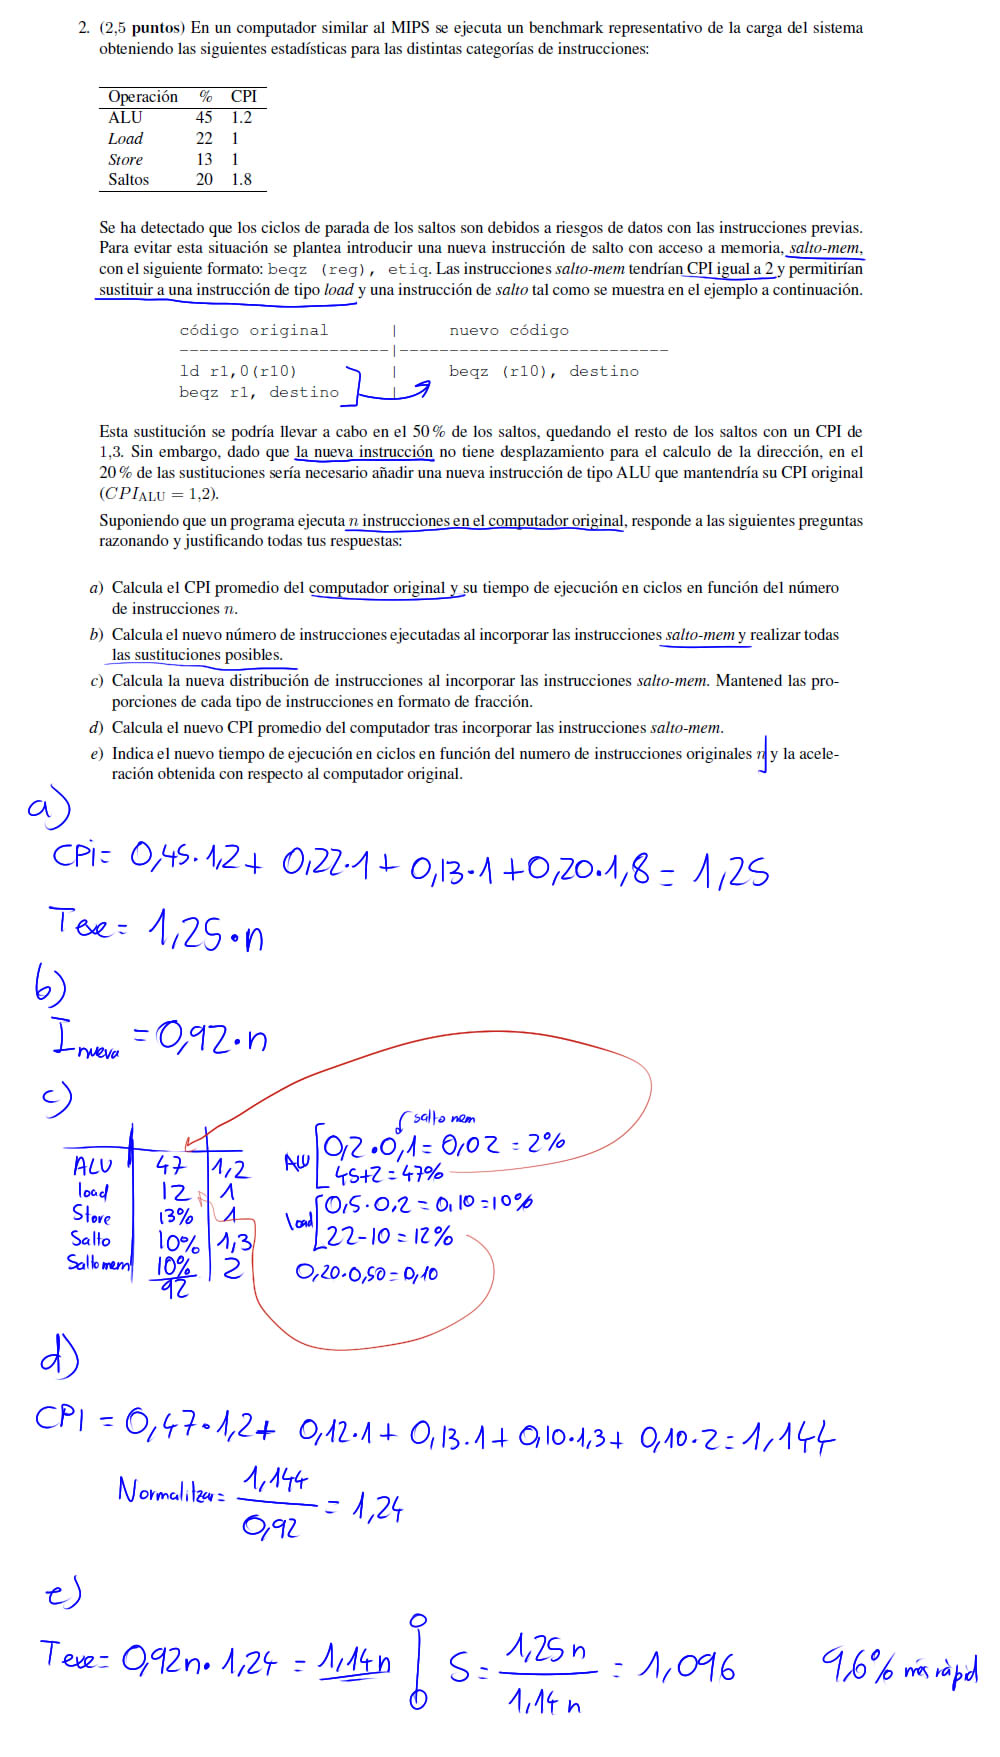 2. (2,5 puntos) En un computador similar al MIPS se ejecuta un benchmark representativo de la carga del sistema
obteniendo las siguientes estadísticas para las distintas categorías de instrucciones:
Operación % CPI
ALU 45 1.2
Load 22 1
Store 13 1
Saltos 20 1.8
Se ha detectado que los ciclos de parada de los saltos son debidos a riesgos de datos con las instrucciones previas.
Para evitar esta situación se plantea introducir una nueva instrucción de salto con acceso a memoria, salto-mem,
con el siguiente formato: beqz (reg), etiq. Las instrucciones salto-mem tendrían CPI igual a 2 y permitirían
sustituir a una instrucción de tipo load y una instrucción de salto tal como se muestra en el ejemplo a continuación.
código original | nuevo código
---------------------|---------------------------
ld r1,0(r10) | beqz (r10), destino
beqz r1, destino |
Esta sustitución se podría llevar a cabo en el 50% de los saltos, quedando el resto de los saltos con un CPI de
1,3. Sin embargo, dado que la nueva instrucción no tiene desplazamiento para el calculo de la dirección, en el
20% de las sustituciones sería necesario añadir una nueva instrucción de tipo ALU que mantendría su CPI original
(CPI_ALU = 1,2).
Suponiendo que un programa ejecuta n instrucciones en el computador original, responde a las siguientes preguntas
razonando y justificando todas tus respuestas:
a) Calcula el CPI promedio del computador original y su tiempo de ejecución en ciclos en función del número
de instrucciones n.
b) Calcula el nuevo número de instrucciones ejecutadas al incorporar las instrucciones salto-mem y realizar todas
las sustituciones posibles.
c) Calcula la nueva distribución de instrucciones al incorporar las instrucciones salto-mem. Mantened las pro-
porciones de cada tipo de instrucciones en formato de fracción.
d) Calcula el nuevo CPI promedio del computador tras incorporar las instrucciones salto-mem.
e) Indica el nuevo tiempo de ejecución en ciclos en función del numero de instrucciones originales n y la acele-
ración obtenida con respecto al computador original.
a)
CPi= 0,45·1,2+ 0,22·1+0,13·1+0,20·1,8= 1,25
Texe= 1,25·n
b)
I nueva =0,92·n
c)
ALU 47 1,2
load 12 1
Store 13% 1
Salto 10% 1,3
Salto mem 10% 2
92
salto mem
ALU 0,2·0,1=0,02 =2%
45+2=47%
load 0,5·0,2=0,10=10%
22-10=12%
0,20·0,50=0,10
d)
CPI = 0,47·1,2+ 0,12·1+ 0,13·1+ 0,10·1,3+ 0,10·2=1,144
Normalitzar= 1,144 / 0,92 = 1,24
e)
Texe= 0,92n·1,24 = 1,14n S= 1,25n / 1,14n = 1,096 9,6% más ràpid